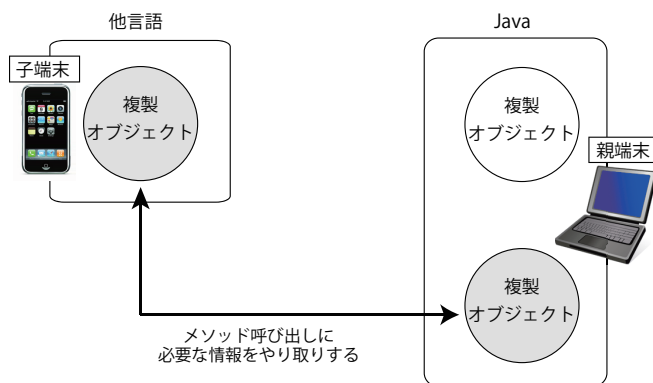 他言語
Java
子端末
複製
オブジェクト
複製
オブジェクト
親端末
複製
オブジェクト
メソッド呼び出しに
必要な情報をやり取りする